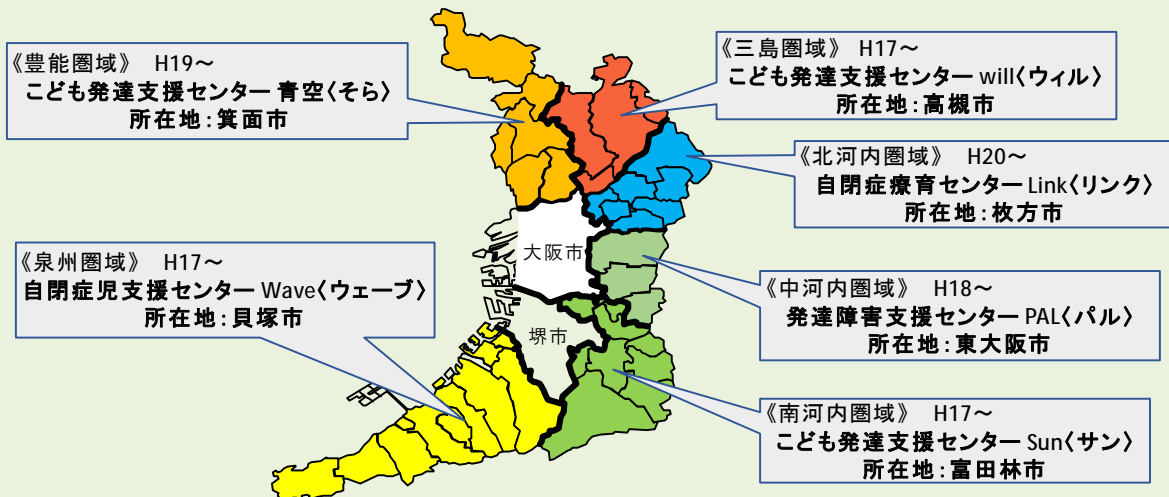 《豊能圏域》 H19~
こども発達支援センター 青空〈そら〉
所在地:箕面市
《三島圏域》 H17~
こども発達支援センター will〈ウィル〉
所在地:高槻市
《北河内圏域》 H20~
自閉症療育センター Link〈リンク〉
所在地:枚方市
大阪市
《泉州圏域》 H17~
自閉症児支援センター Wave〈ウェーブ〉
所在地:貝塚市
《中河内圏域》 H18~
発達障害支援センター PAL〈パル〉
所在地:東大阪市
堺市
《南河内圏域》 H17~
こども発達支援センター Sun〈サン〉
所在地:富田林市